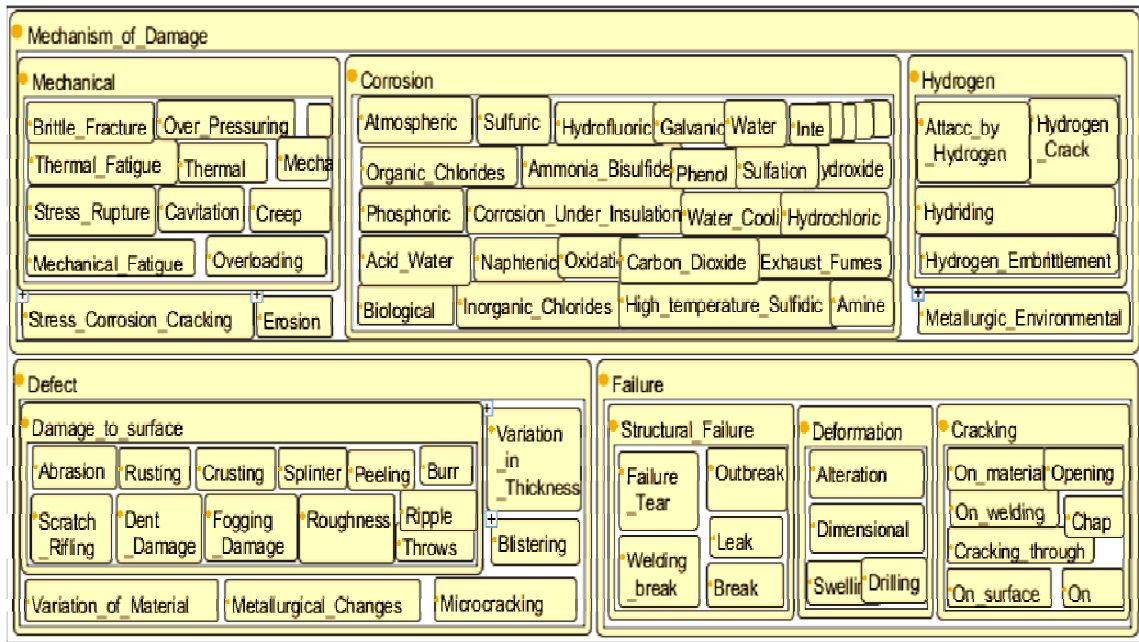 Mechanism_of_Damage
Mechanical
Brittle_Fracture
Over_Pressuring
Thermal_Fatigue
Thermal
Mecha
Stress_Rupture
Cavitation
Creep
Mechanical_Fatigue
Overloading
Stress_Corrosion_Cracking
Erosion
Corrosion
Atmospheric
Sulfuric
Hydrofluoric
Galvanic
Water
Inte
Organic_Chlorides
Ammonia_Bisulfide
Phenol
Sulfation
ydroxide
Phosphoric
Corrosion_Under_Insulation
Water_Cooli
Hydrochloric
Acid_Water
Naphtenic
Oxidati
Carbon_Dioxide
Exhaust_Fumes
Biological
Inorganic_Chlorides
High_temperature_Sulfidic
Amine
Hydrogen
Attacc_by
_Hydrogen
Hydrogen
_Crack
Hydriding
Hydrogen_Embrittlement
Metallurgic_Environmental
Defect
Damage_to_surface
Abrasion
Rusting
Crusting
Splinter
Peeling
Burr
Scratch
_Rifling
Dent
_Damage
Fogging
_Damage
Roughness
Ripple
Throws
Variation
_in
_Thickness
Blistering
Variation_of_Material
Metallurgical_Changes
Microcracking
Failure
Structural_Failure
Failure
_Tear
Outbreak
Leak
Welding
_break
Break
Deformation
Alteration
Dimensional
Swellin
Drilling
Cracking
On_material
Opening
On_welding
Chap
Cracking_through
On_surface
On